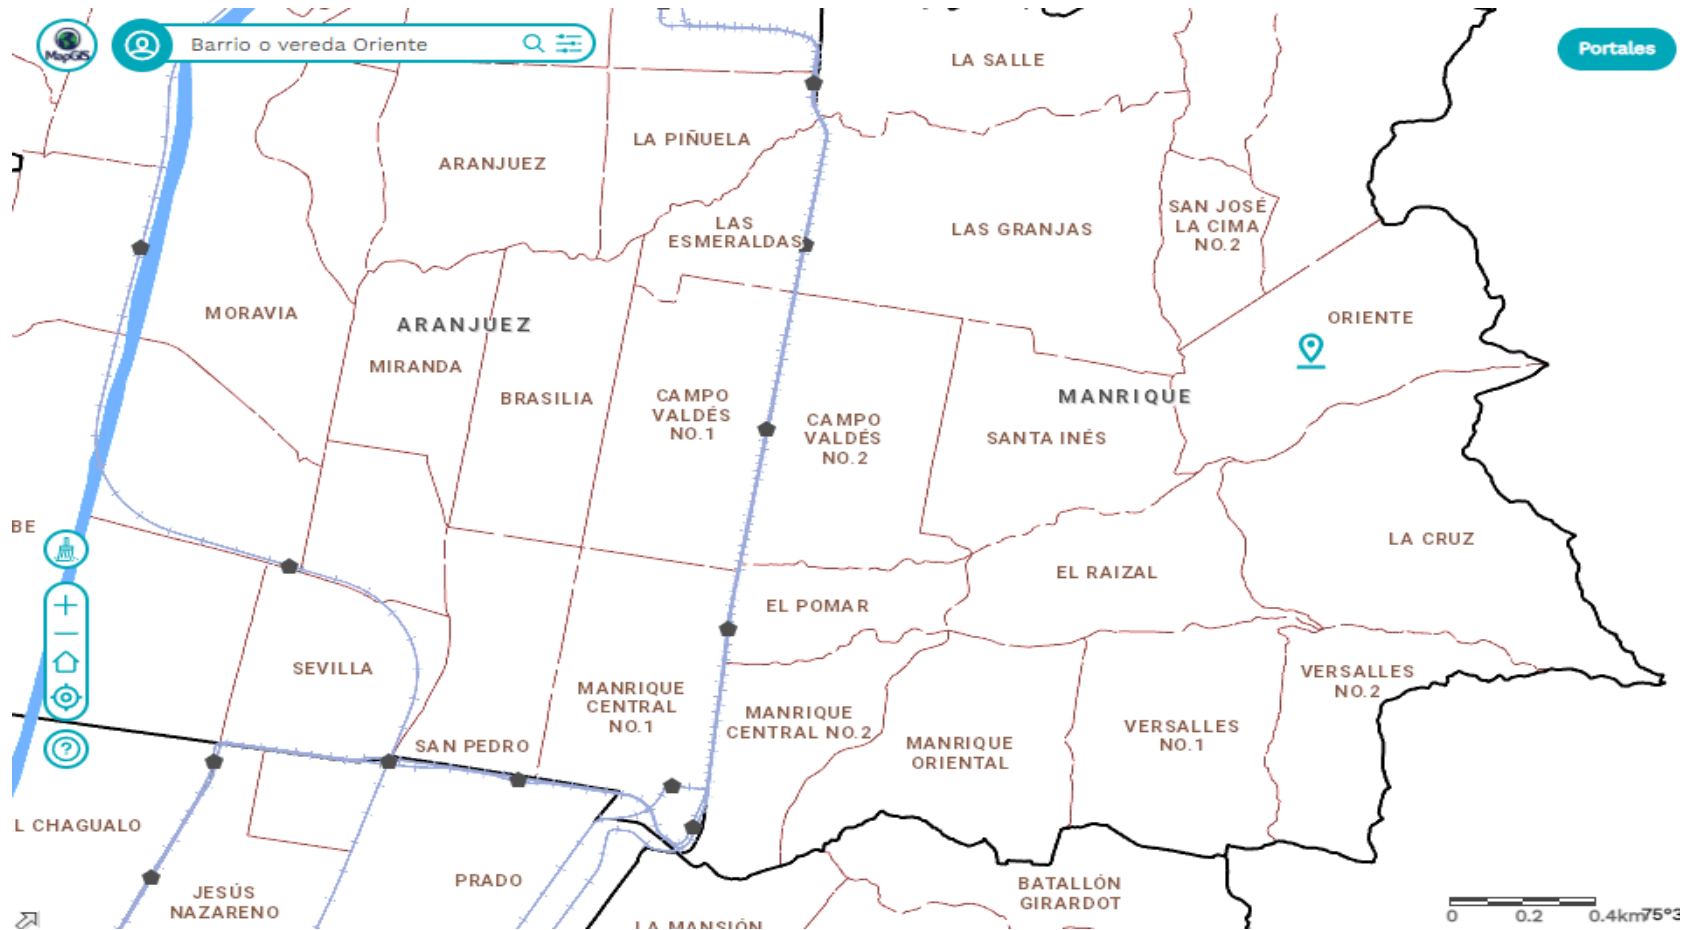 MapGIS
Barrio o vereda Oriente
Portales
LA SALLE
LA PIÑUELA
ARANJUEZ
LAS
ESMERALDAS
LAS GRANJAS
SAN JOSÉ
LA CIMA
NO.2
MORAVIA
ARANJUEZ
ORIENTE
MIRANDA
BRASILIA
CAMPO
VALDÉS
NO.1
MANRIQUE
CAMPO
VALDÉS
NO.2
SANTA INÉS
BE
LA CRUZ
EL RAIZAL
EL POMAR
SEVILLA
VERSALLES
NO.2
MANRIQUE
CENTRAL
NO.1
MANRIQUE
CENTRAL NO.2
VERSALLES
NO.1
SAN PEDRO
MANRIQUE
ORIENTAL
?
L CHAGUALO
PRADO
JESÚS
NAZARENO
BATALLÓN
GIRARDOT
LA MANSIÓN
0 0.2 0.4km
75°3